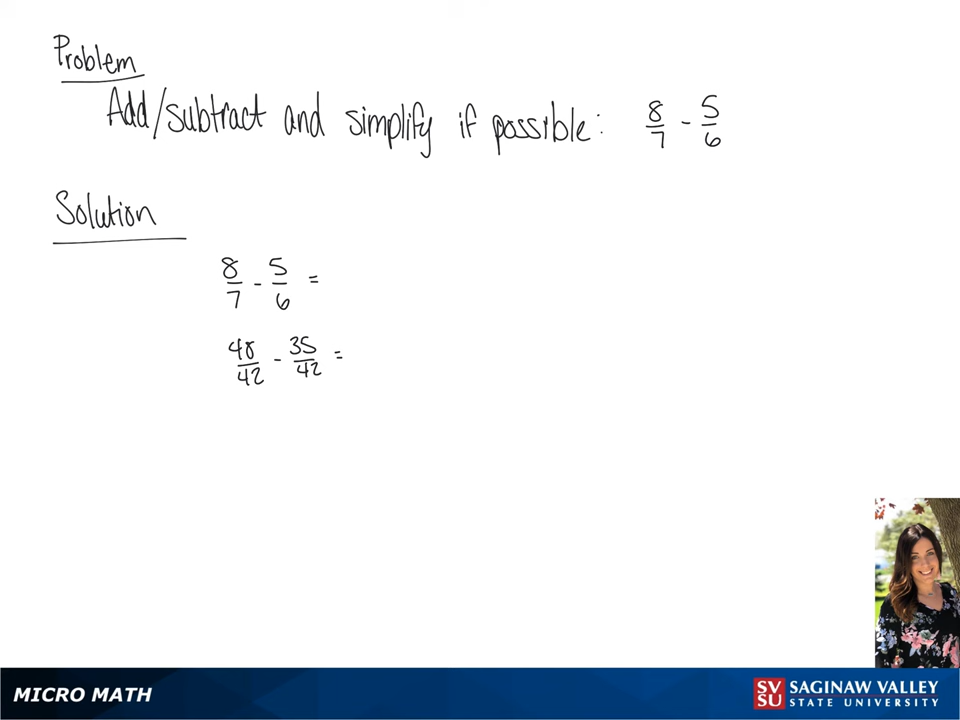 Problem
Add/subtract and simplify if possible: 8/7 - 5/6
Solution
8/7 - 5/6 =
48/42 - 35/42 =
MICRO MATH
SVSU SAGINAW VALLEY
STATE UNIVERSITY